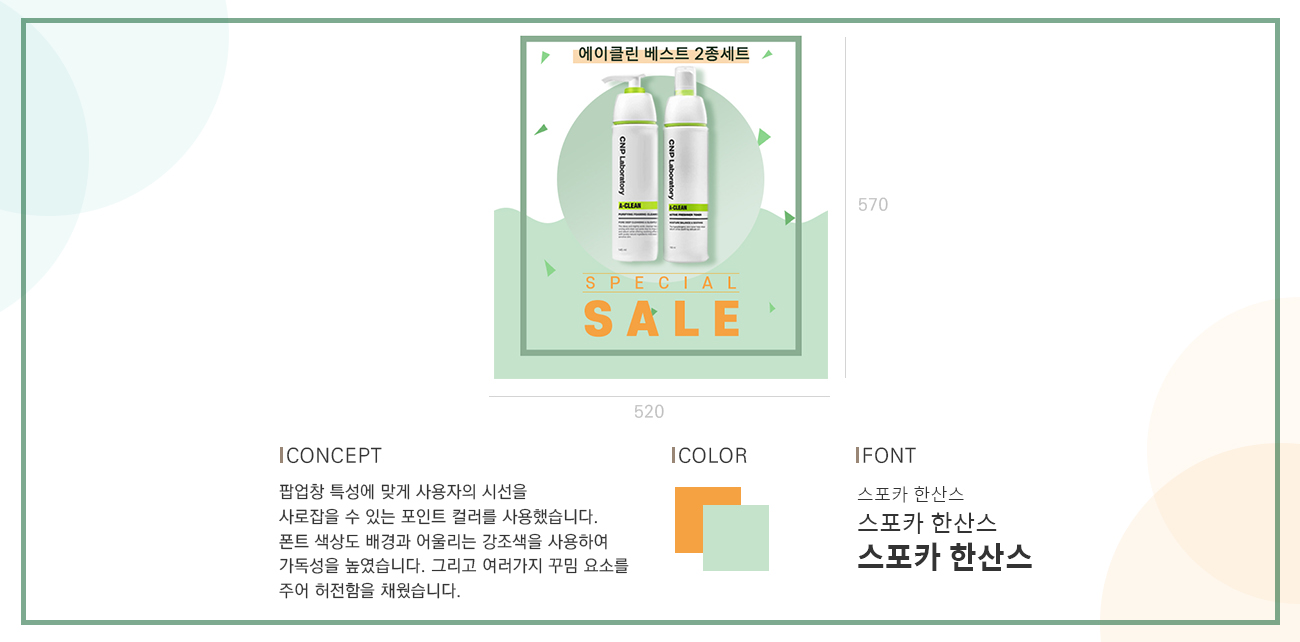 에이클린 베스트 2종세트
CNP Laboratory
A-CLEAN
CNP Laboratory
A-CLEAN
SPECIAL
SALE
570
520
CONCEPT
팝업창 특성에 맞게 사용자의 시선을
사로잡을 수 있는 포인트 컬러를 사용했습니다.
폰트 색상도 배경과 어울리는 강조색을 사용하여
가독성을 높였습니다. 그리고 여러가지 꾸밈 요소를
주어 허전함을 채웠습니다.
COLOR
FONT
스포카 한산스
스포카 한산스
스포카 한산스